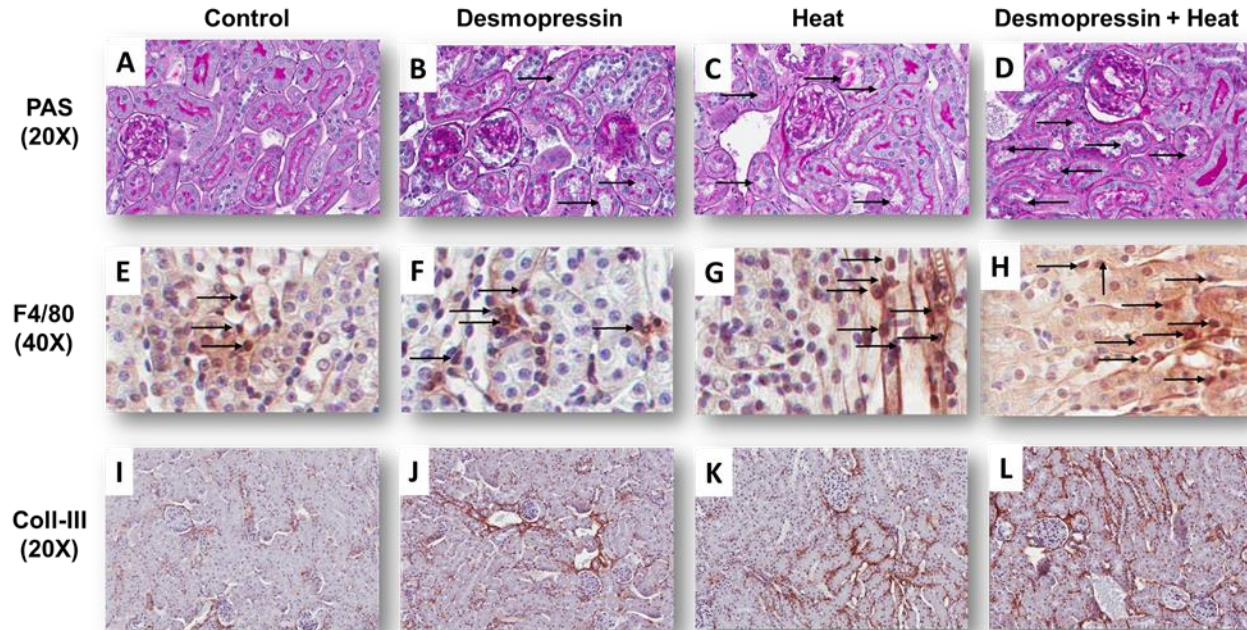 Control Desmopressin Heat Desmopressin + Heat
PAS
(20X)
A B C D
F4/80
(40X)
E F G H
Coll-III
(20X)
I J K L